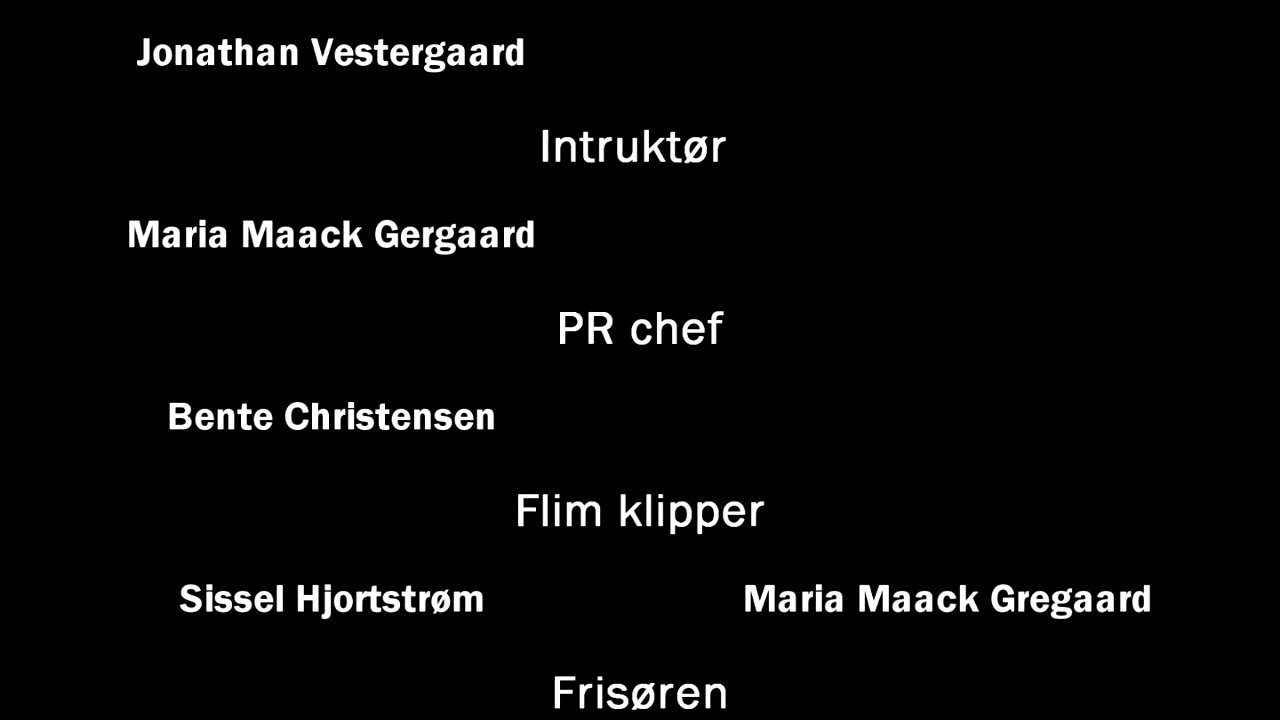 Jonathan Vestergaard
Intruktør
Maria Maack Gergaard
PR chef
Bente Christensen
Flim klipper
Sissel Hjortstrøm Maria Maack Gregaard
Frisøren